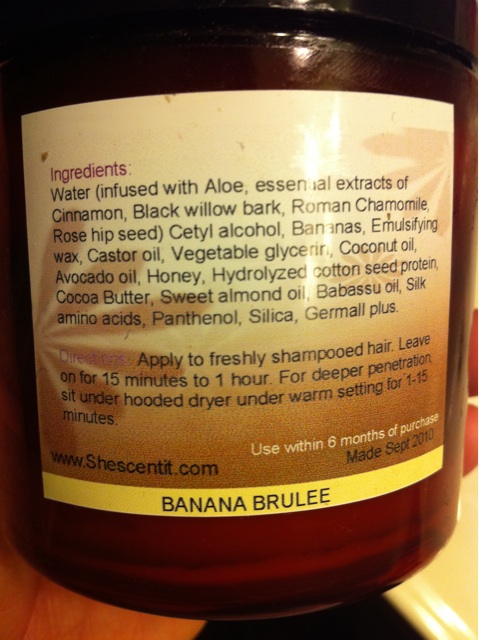 Ingredients:
Water (infused with Aloe, essential extracts of
Cinnamon, Black willow bark, Roman Chamomile,
Rose hip seed) Cetyl alcohol, Bananas, Emulsifying
wax, Castor oil, Vegetable glycerin, Coconut oil,
Avocado oil, Honey, Hydrolyzed cotton seed protein,
Cocoa Butter, Sweet almond oil, Babassu oil, Silk
amino acids, Panthenol, Silica, Germall plus.
Directions: Apply to freshly shampooed hair. Leave
on for 15 minutes to 1 hour. For deeper penetration,
sit under hooded dryer under warm setting for 1-15
minutes.
Use within 6 months of purchase
www.Shescentit.com
Made Sept 2010
BANANA BRULEE